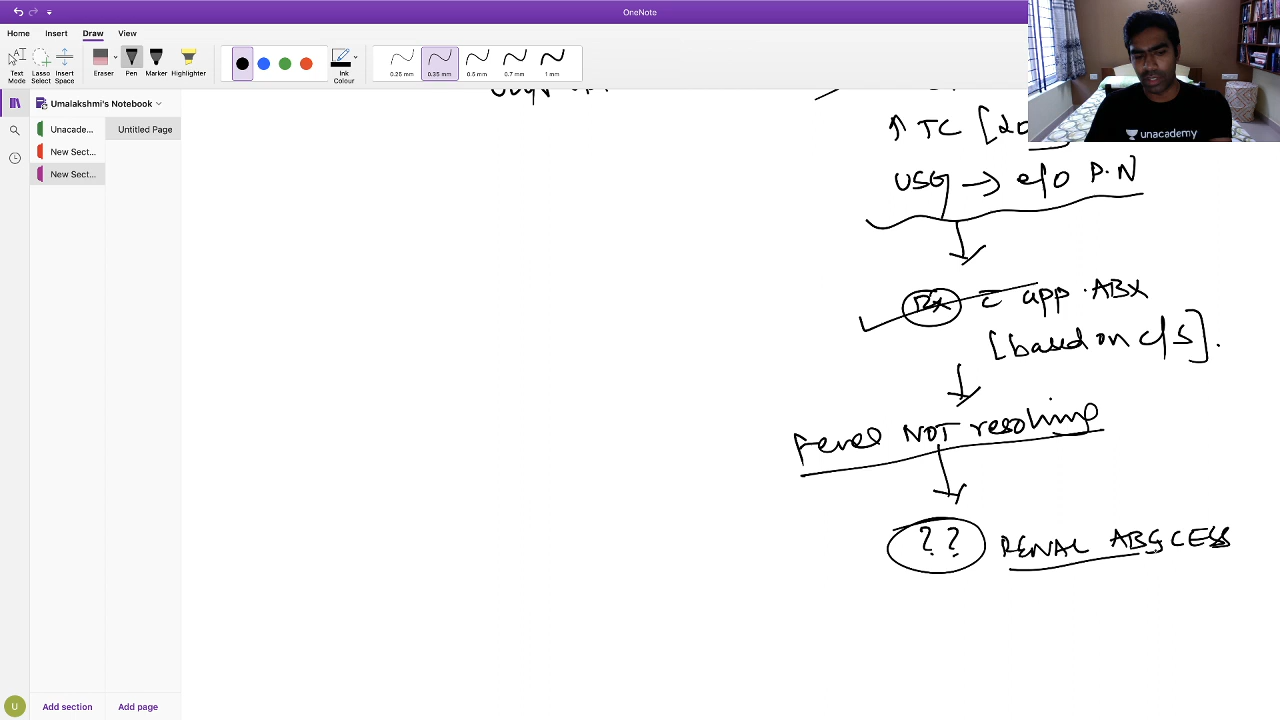 OneNote
Home Insert Draw View
Text Mode
Lasso Select
Insert Space
Eraser
Pen
Marker
Highlighter
Ink Colour
0.25 mm
0.35 mm
0.5 mm
0.7 mm
1 mm
Umalakshmi's Notebook
Unacade...
Untitled Page
New Sect...
New Sect...
unacademy
↑ TC [20
USG → e/o P.N
Rx c̄ app. ABX
[based on c/s].
Fever NOT resolving
?? RENAL ABSCESS
U
Add section
Add page